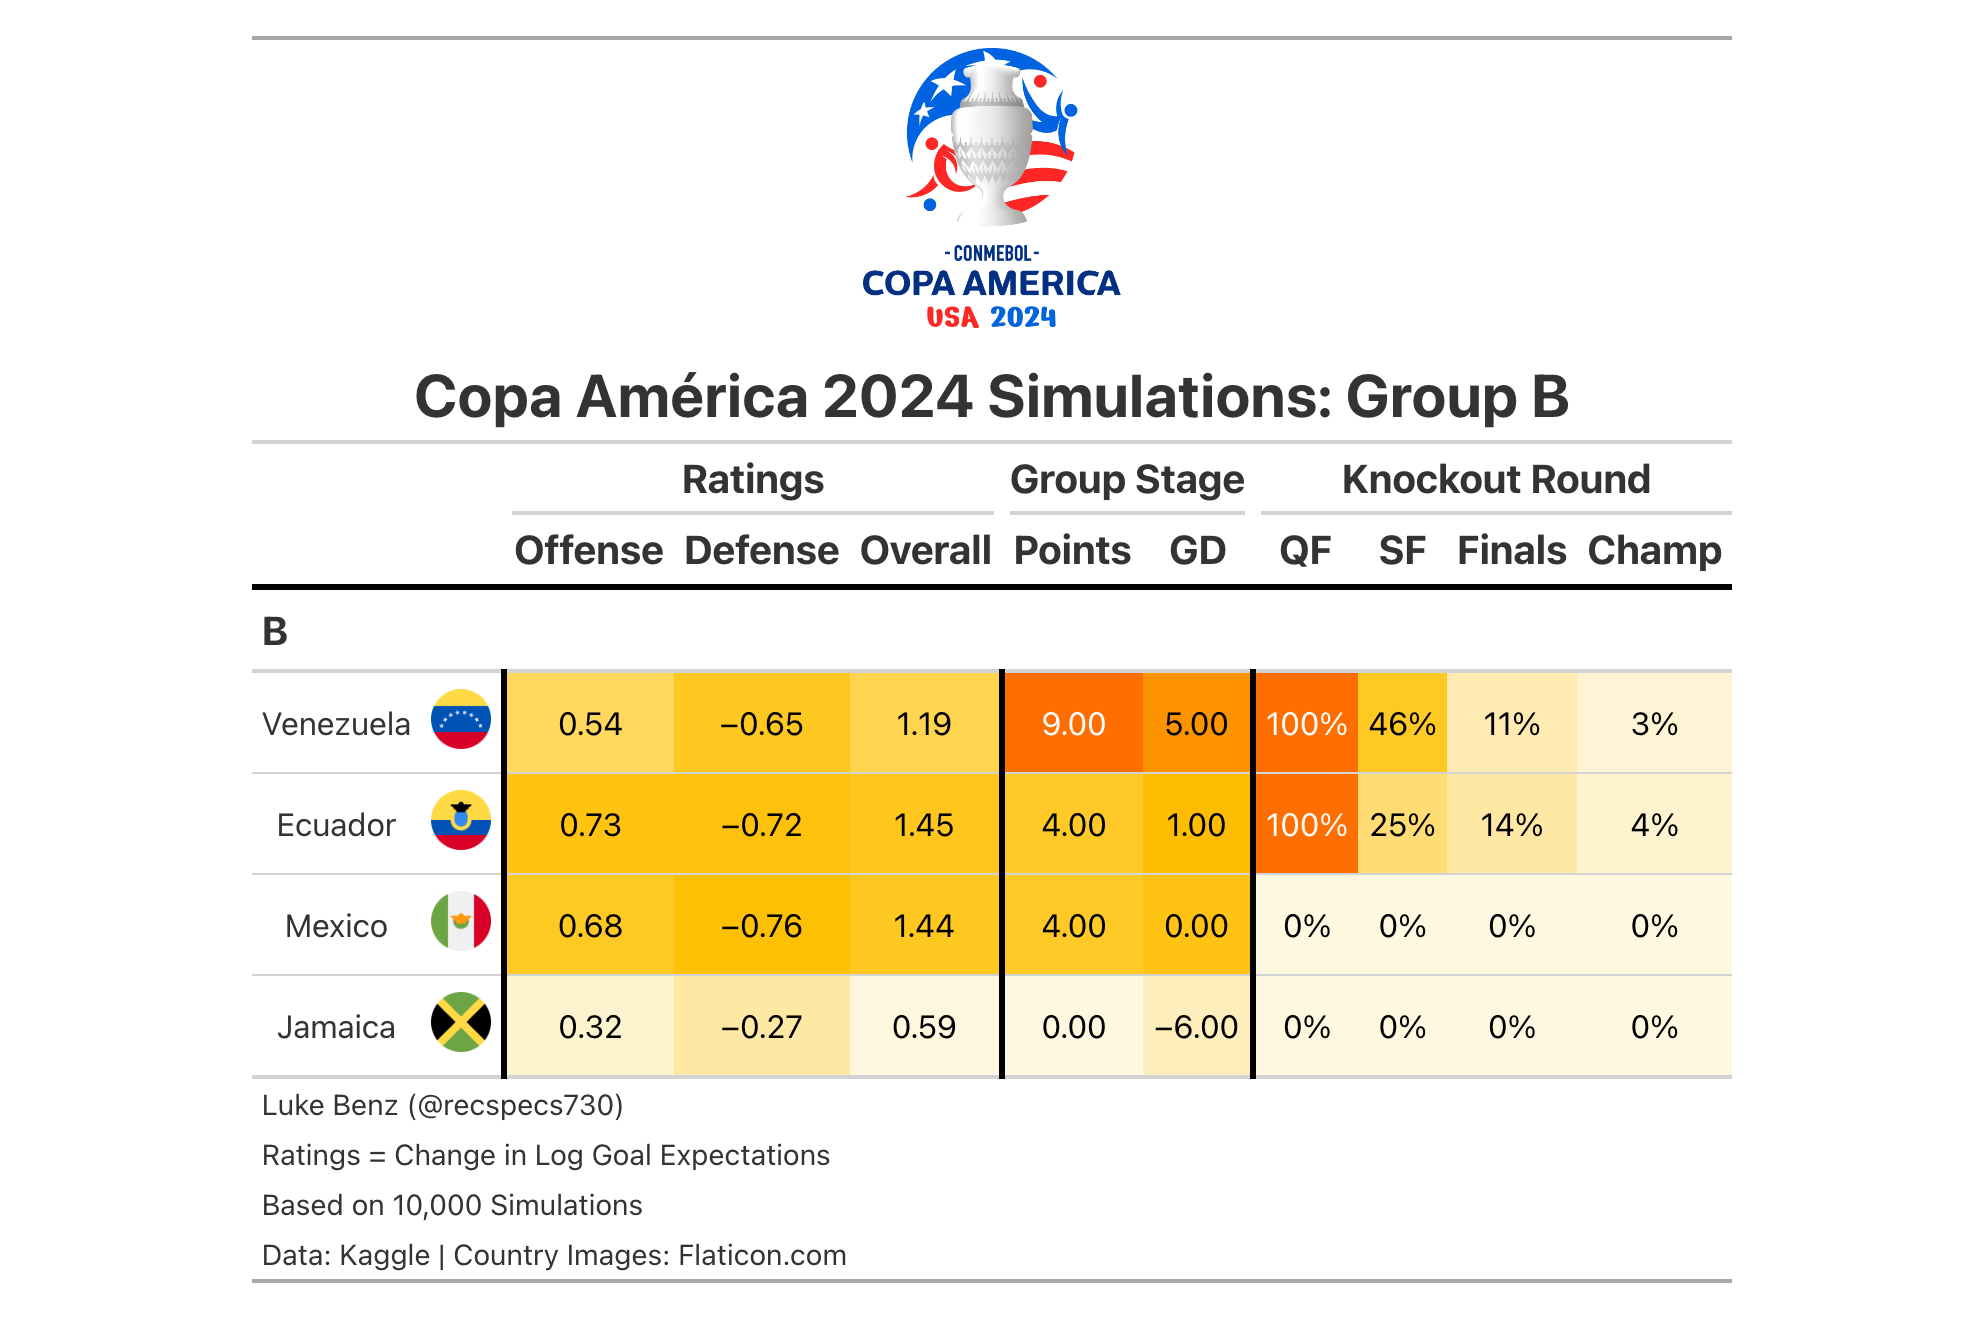 - CONMEBOL -
COPA AMERICA
USA 2024
Copa América 2024 Simulations: Group B
Ratings Group Stage Knockout Round
Offense Defense Overall Points GD QF SF Finals Champ
B
Venezuela 0.54 −0.65 1.19 9.00 5.00 100% 46% 11% 3%
Ecuador 0.73 −0.72 1.45 4.00 1.00 100% 25% 14% 4%
Mexico 0.68 −0.76 1.44 4.00 0.00 0% 0% 0% 0%
Jamaica 0.32 −0.27 0.59 0.00 −6.00 0% 0% 0% 0%
Luke Benz (@recspecs730)
Ratings = Change in Log Goal Expectations
Based on 10,000 Simulations
Data: Kaggle | Country Images: Flaticon.com